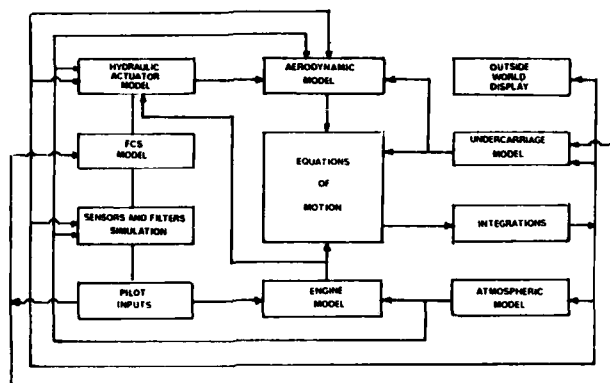 HYDRAULIC
ACTUATOR
MODEL
AERODYNAMIC
MODEL
OUTSIDE
WORLD
DISPLAY
FCS
MODEL
EQUATIONS
OF
MOTION
UNDERCARRIAGE
MODEL
SENSORS AND FILTERS
SIMULATION
INTEGRATIONS
PILOT
INPUTS
ENGINE
MODEL
ATMOSPHERIC
MODEL